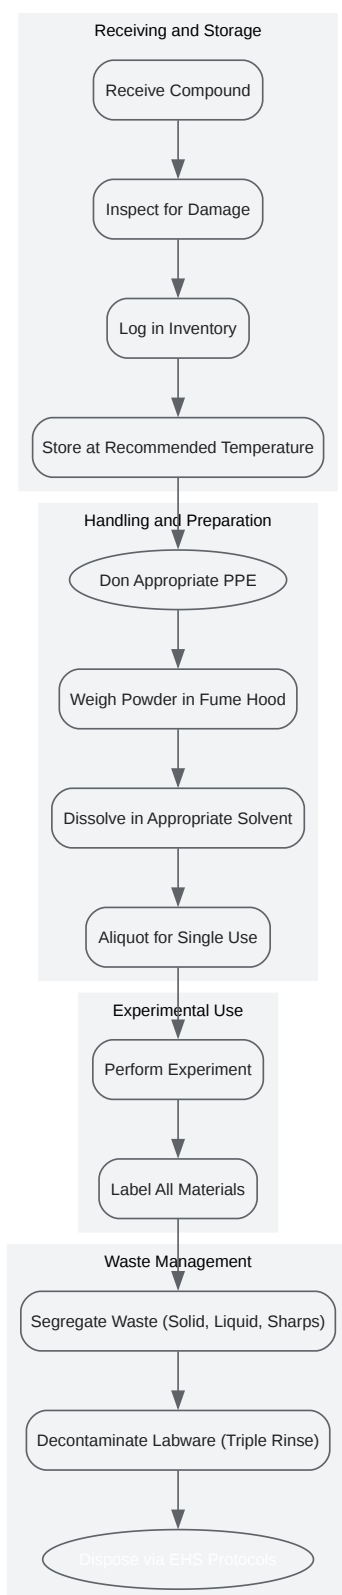 Receiving and Storage
Receive Compound
Inspect for Damage
Log in Inventory
Store at Recommended Temperature
Handling and Preparation
Don Appropriate PPE
Weigh Powder in Fume Hood
Dissolve in Appropriate Solvent
Aliquot for Single Use
Experimental Use
Perform Experiment
Label All Materials
Waste Management
Segregate Waste (Solid, Liquid, Sharps)
Decontaminate Labware (Triple Rinse)
Dispose via EHS Protocols